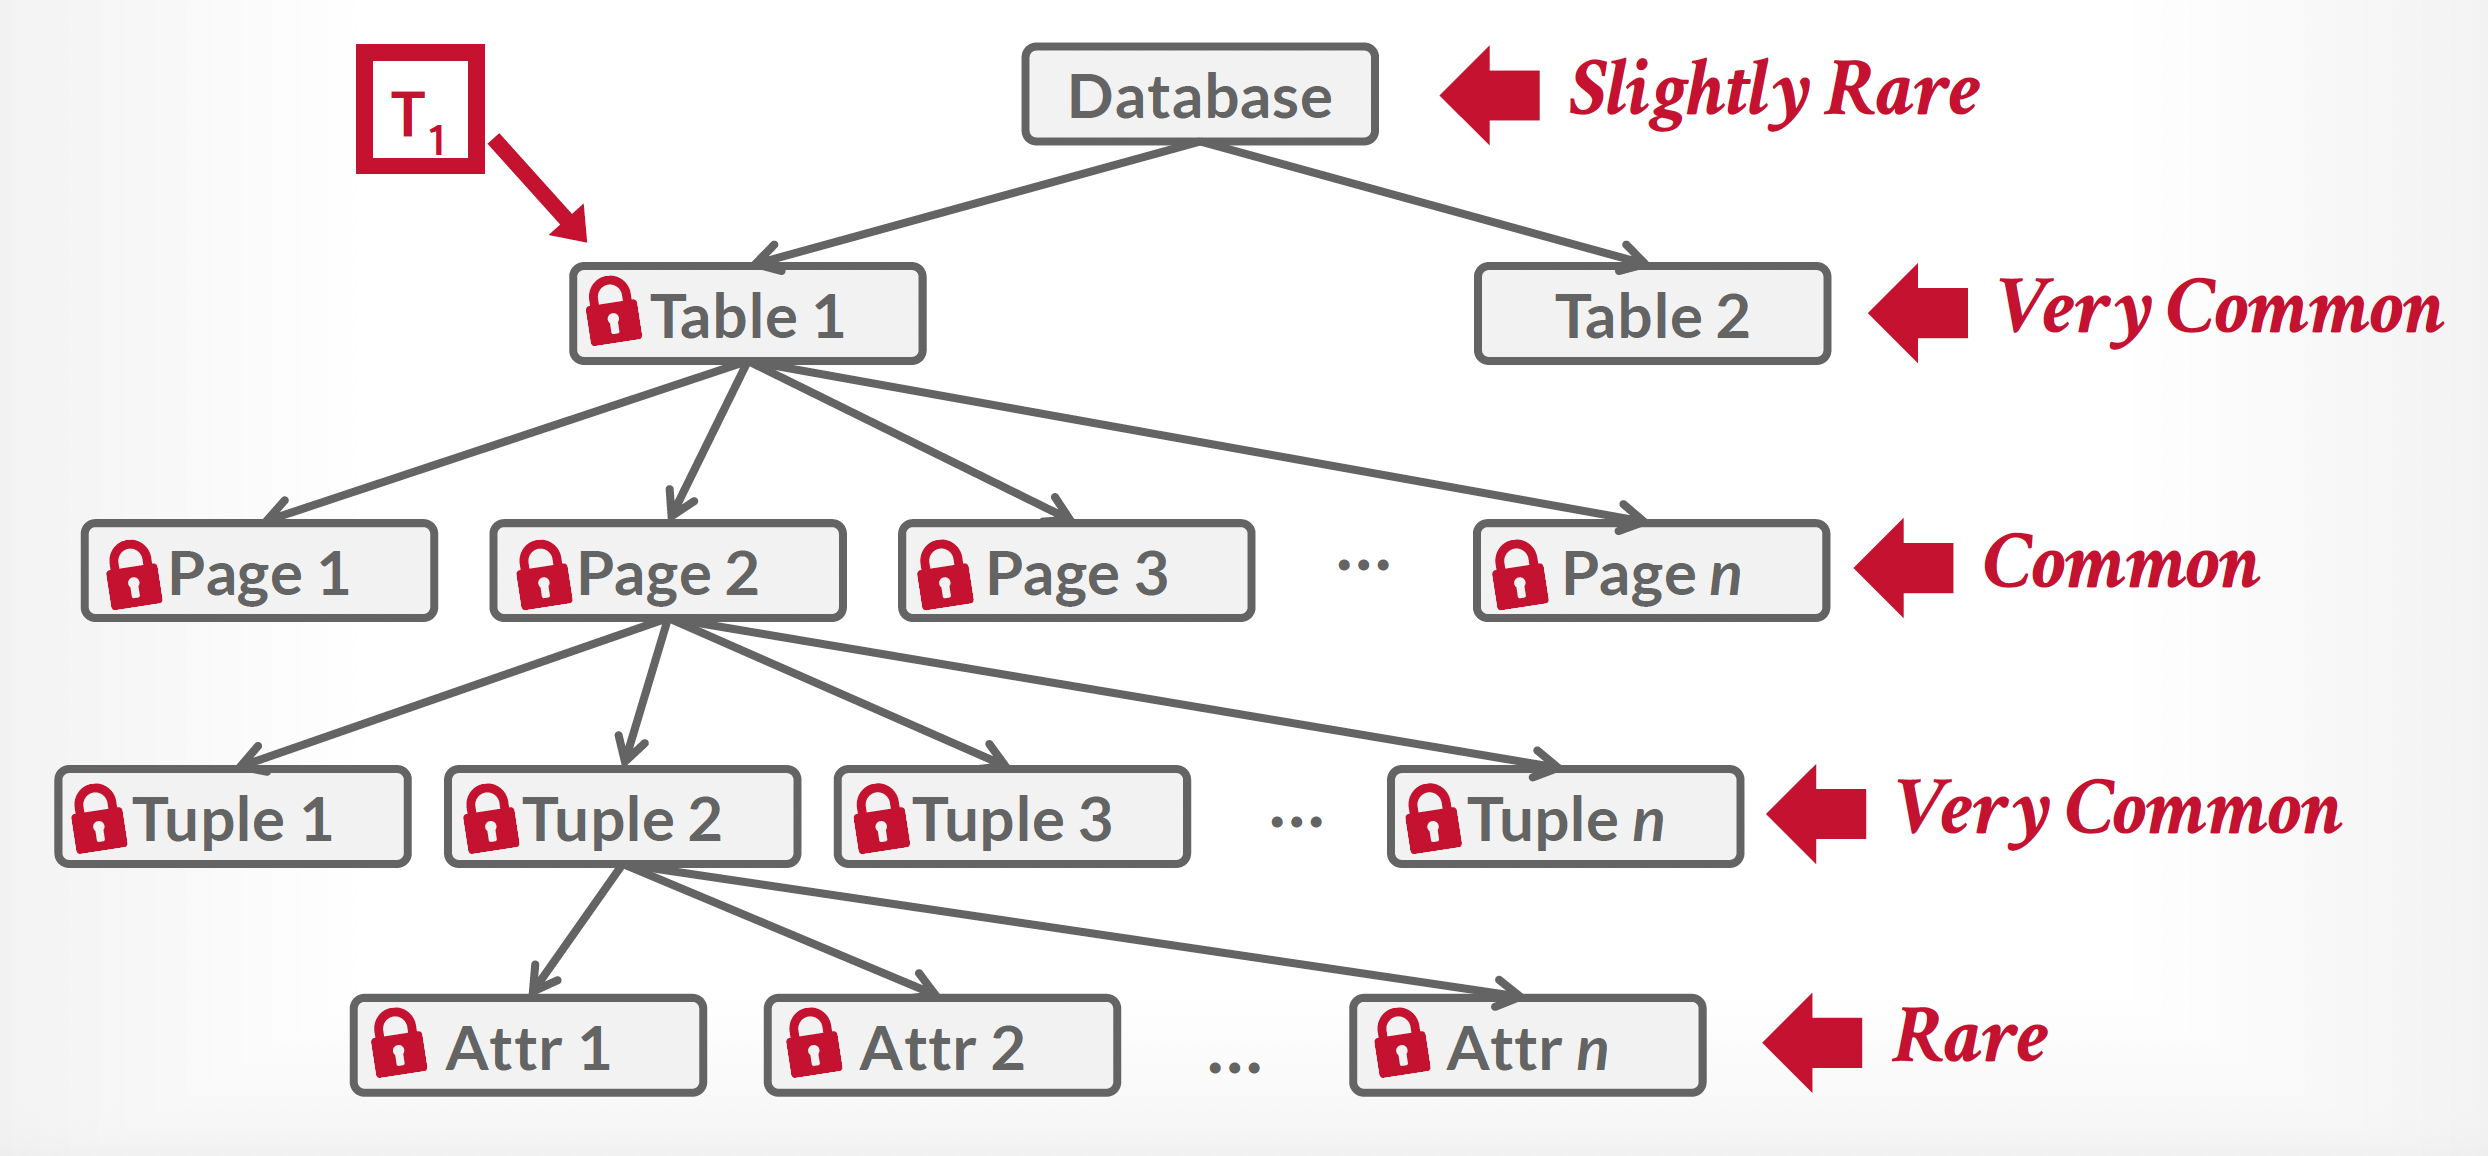 T1
Database
Slightly Rare
Table 1
Table 2
Very Common
Page 1
Page 2
Page 3
...
Page n
Common
Tuple 1
Tuple 2
Tuple 3
...
Tuple n
Very Common
Attr 1
Attr 2
...
Attr n
Rare